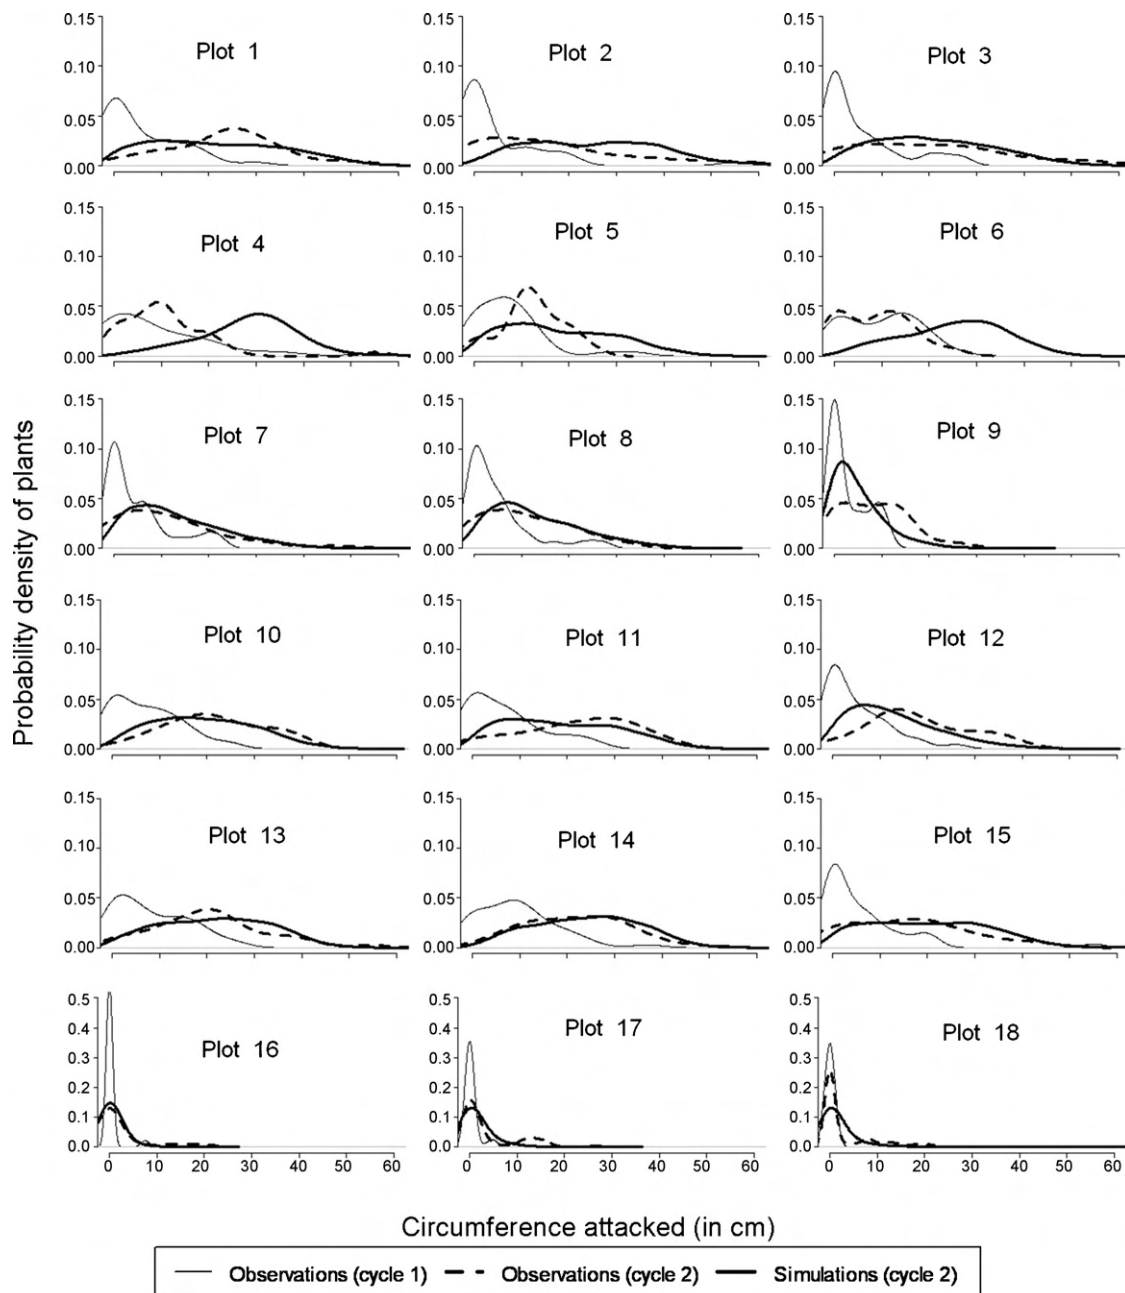 0.15 0.15 0.15
Plot 1 Plot 2 Plot 3
0.10 0.10 0.10
0.05 0.05 0.05
0.00 0.00 0.00
0.15 0.15 0.15
Plot 4 Plot 5 Plot 6
0.10 0.10 0.10
0.05 0.05 0.05
0.00 0.00 0.00
0.15 0.15 0.15
Plot 7 Plot 8 Plot 9
0.10 0.10 0.10
0.05 0.05 0.05
0.00 0.00 0.00
Probability density of plants
0.15 0.15 0.15
Plot 10 Plot 11 Plot 12
0.10 0.10 0.10
0.05 0.05 0.05
0.00 0.00 0.00
0.15 0.15 0.15
Plot 13 Plot 14 Plot 15
0.10 0.10 0.10
0.05 0.05 0.05
0.00 0.00 0.00
0.5 0.5 0.5
0.4 0.4 0.4
Plot 16 Plot 17 Plot 18
0.3 0.3 0.3
0.2 0.2 0.2
0.1 0.1 0.1
0.0 0.0 0.0
0 10 20 30 40 50 60 0 10 20 30 40 50 60 0 10 20 30 40 50 60
Circumference attacked (in cm)
Observations (cycle 1) Observations (cycle 2) Simulations (cycle 2)